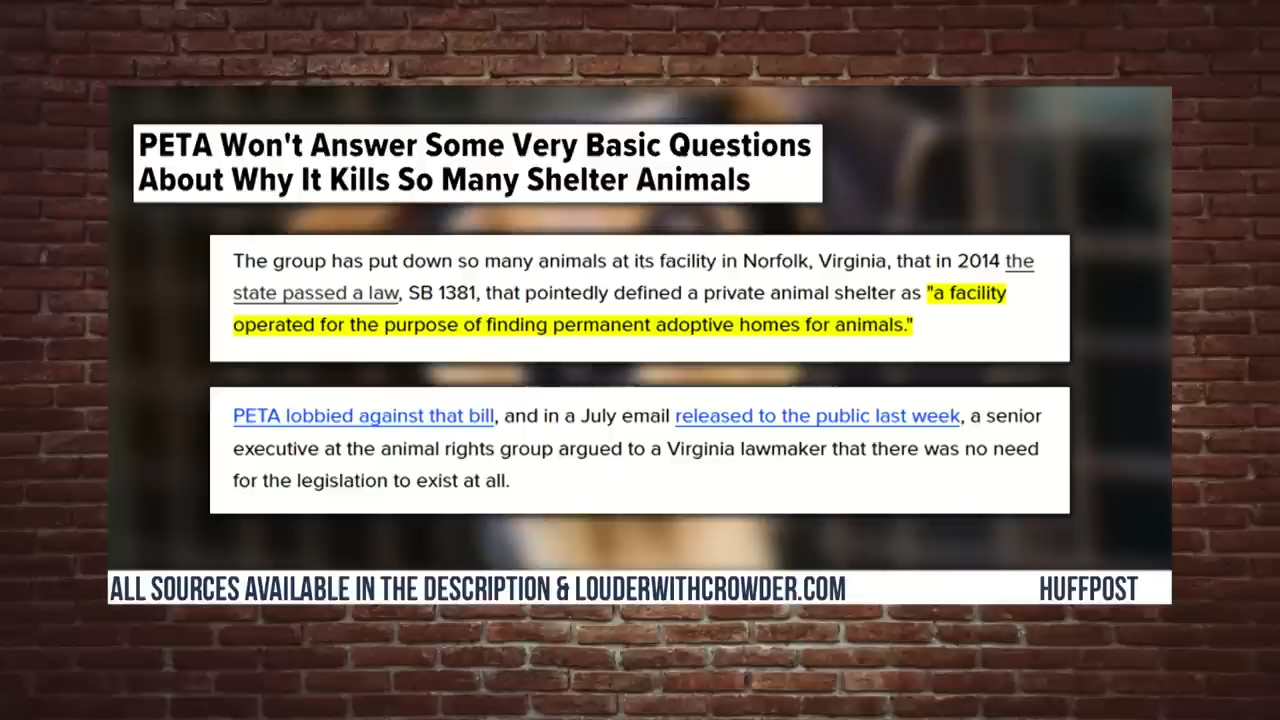 PETA Won't Answer Some Very Basic Questions
About Why It Kills So Many Shelter Animals
The group has put down so many animals at its facility in Norfolk, Virginia, that in 2014 the
state passed a law, SB 1381, that pointedly defined a private animal shelter as "a facility
operated for the purpose of finding permanent adoptive homes for animals."
PETA lobbied against that bill, and in a July email released to the public last week, a senior
executive at the animal rights group argued to a Virginia lawmaker that there was no need
for the legislation to exist at all.
ALL SOURCES AVAILABLE IN THE DESCRIPTION & LOUDERWITHCROWDER.COM HUFFPOST